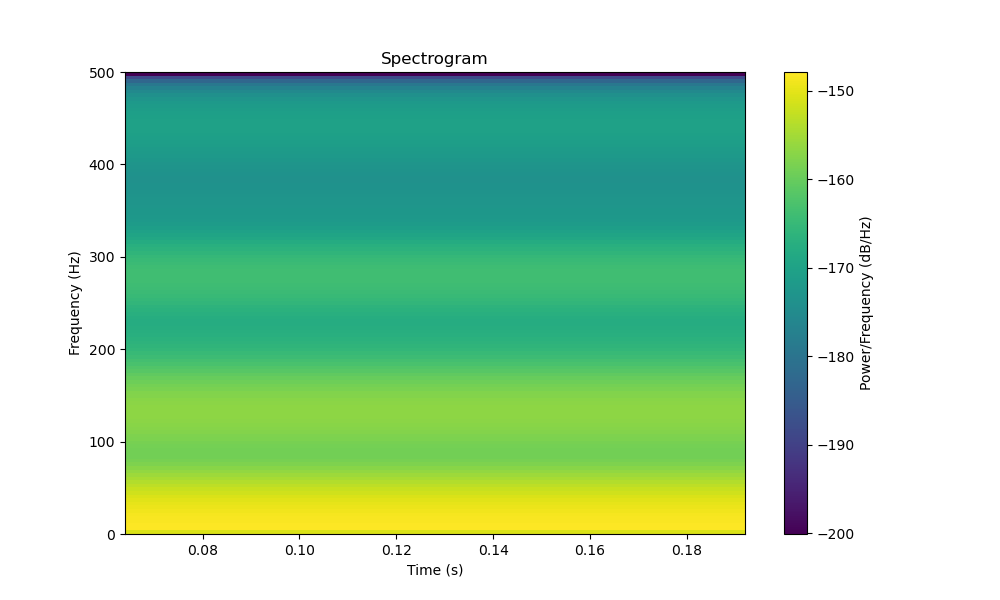 Spectrogram
500
400
300
200
100
0
Frequency (Hz)
0.08 0.10 0.12 0.14 0.16 0.18
Time (s)
−150
−160
−170
−180
−190
−200
Power/Frequency (dB/Hz)